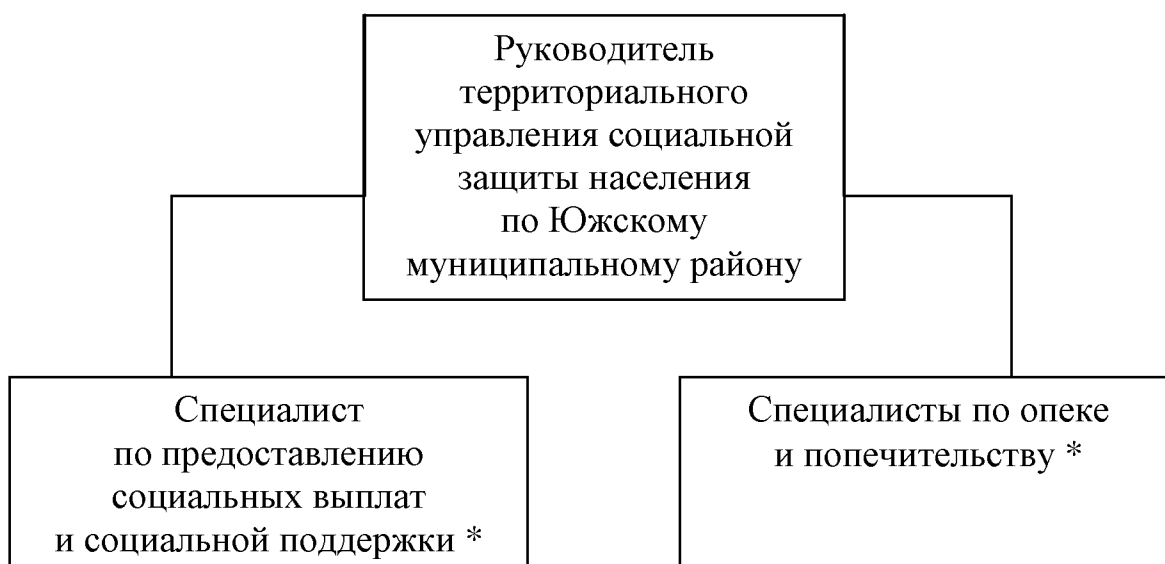 Руководитель
территориального
управления социальной
защиты населения
по Южскому
муниципальному району
Специалист
по предоставлению
социальных выплат
и социальной поддержки *
Специалисты по опеке
и попечительству *